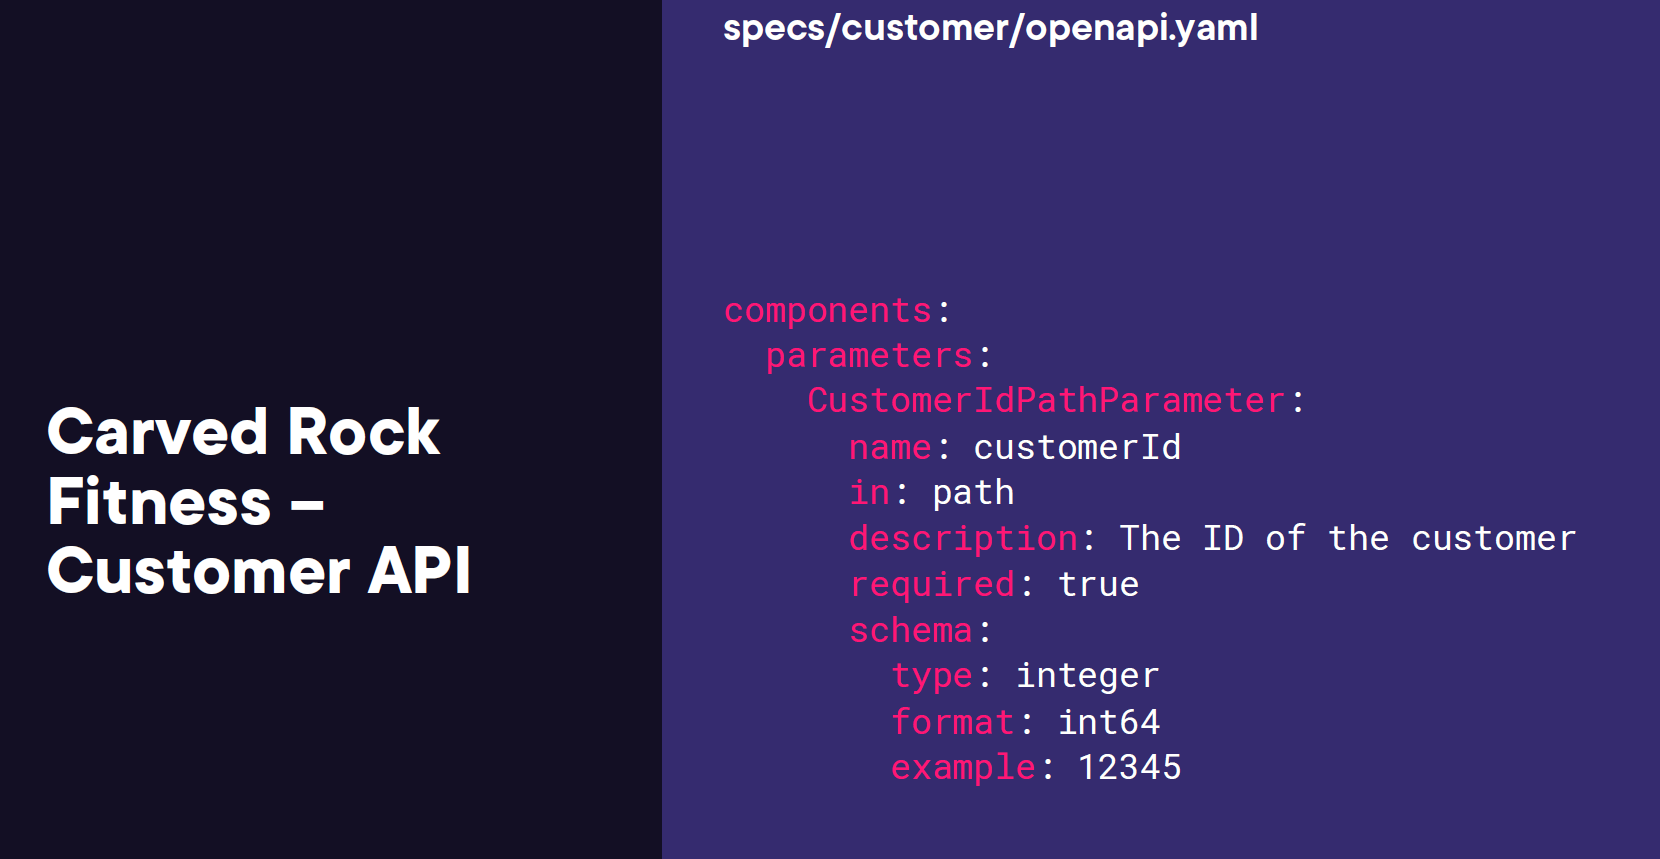 specs/customer/openapi.yaml
Carved Rock
Fitness –
Customer API
components:
  parameters:
    CustomerIdPathParameter:
      name: customerId
      in: path
      description: The ID of the customer
      required: true
      schema:
        type: integer
        format: int64
        example: 12345